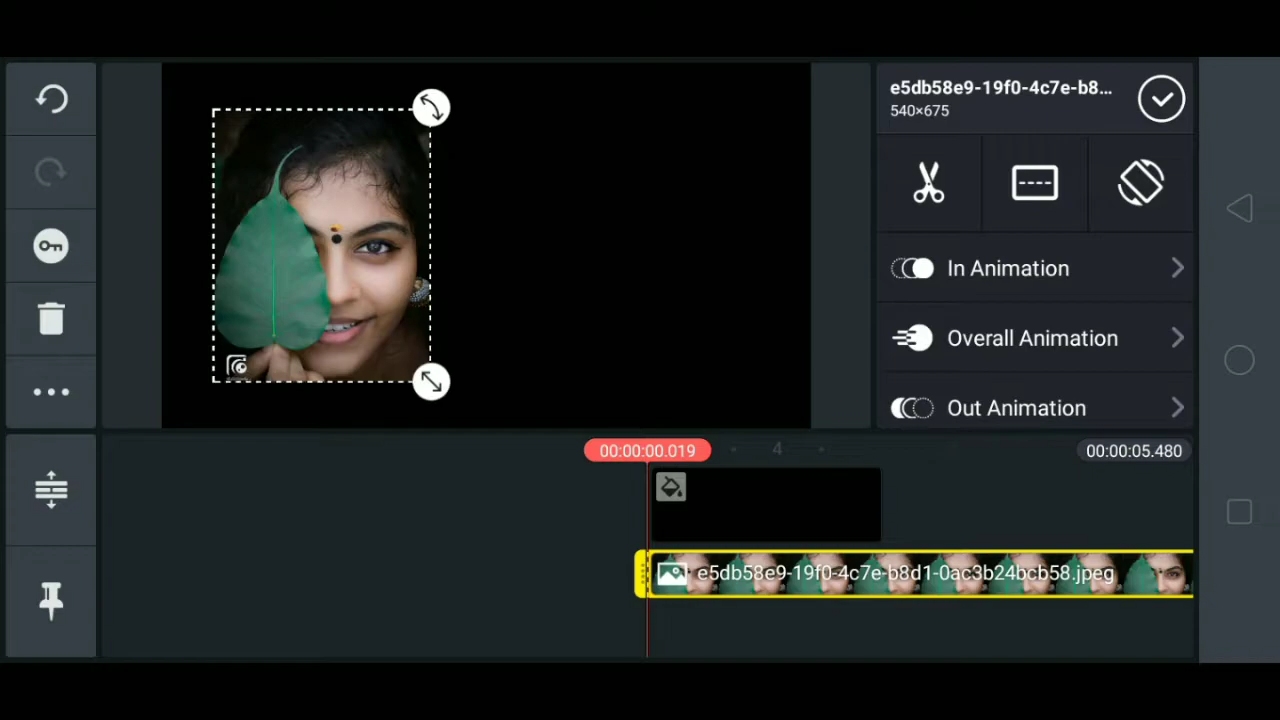 e5db58e9-19f0-4c7e-b8...
540×675
In Animation
Overall Animation
Out Animation
00:00:00.019
4
00:00:05.480
e5db58e9-19f0-4c7e-b8d1-0ac3b24bcb58.jpeg